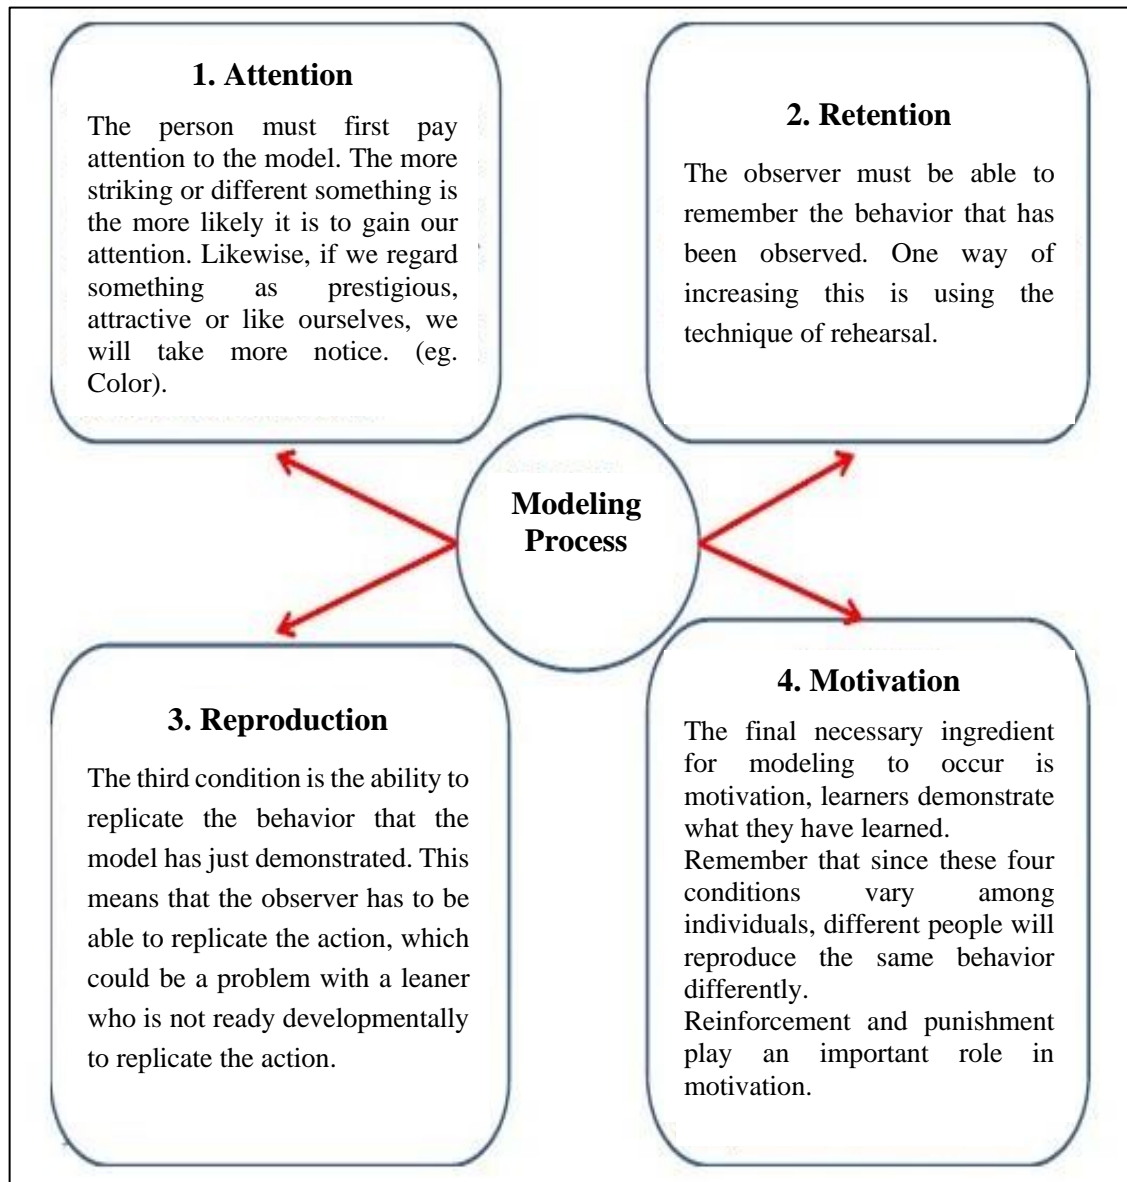 1. Attention
The person must first pay
attention to the model. The more
striking or different something is
the more likely it is to gain our
attention. Likewise, if we regard
something as prestigious,
attractive or like ourselves, we
will take more notice. (eg.
Color).
2. Retention
The observer must be able to
remember the behavior that has
been observed. One way of
increasing this is using the
technique of rehearsal.
Modeling
Process
3. Reproduction
The third condition is the ability to
replicate the behavior that the
model has just demonstrated. This
means that the observer has to be
able to replicate the action, which
could be a problem with a leaner
who is not ready developmentally
to replicate the action.
4. Motivation
The final necessary ingredient
for modeling to occur is
motivation, learners demonstrate
what they have learned.
Remember that since these four
conditions vary among
individuals, different people will
reproduce the same behavior
differently.
Reinforcement and punishment
play an important role in
motivation.